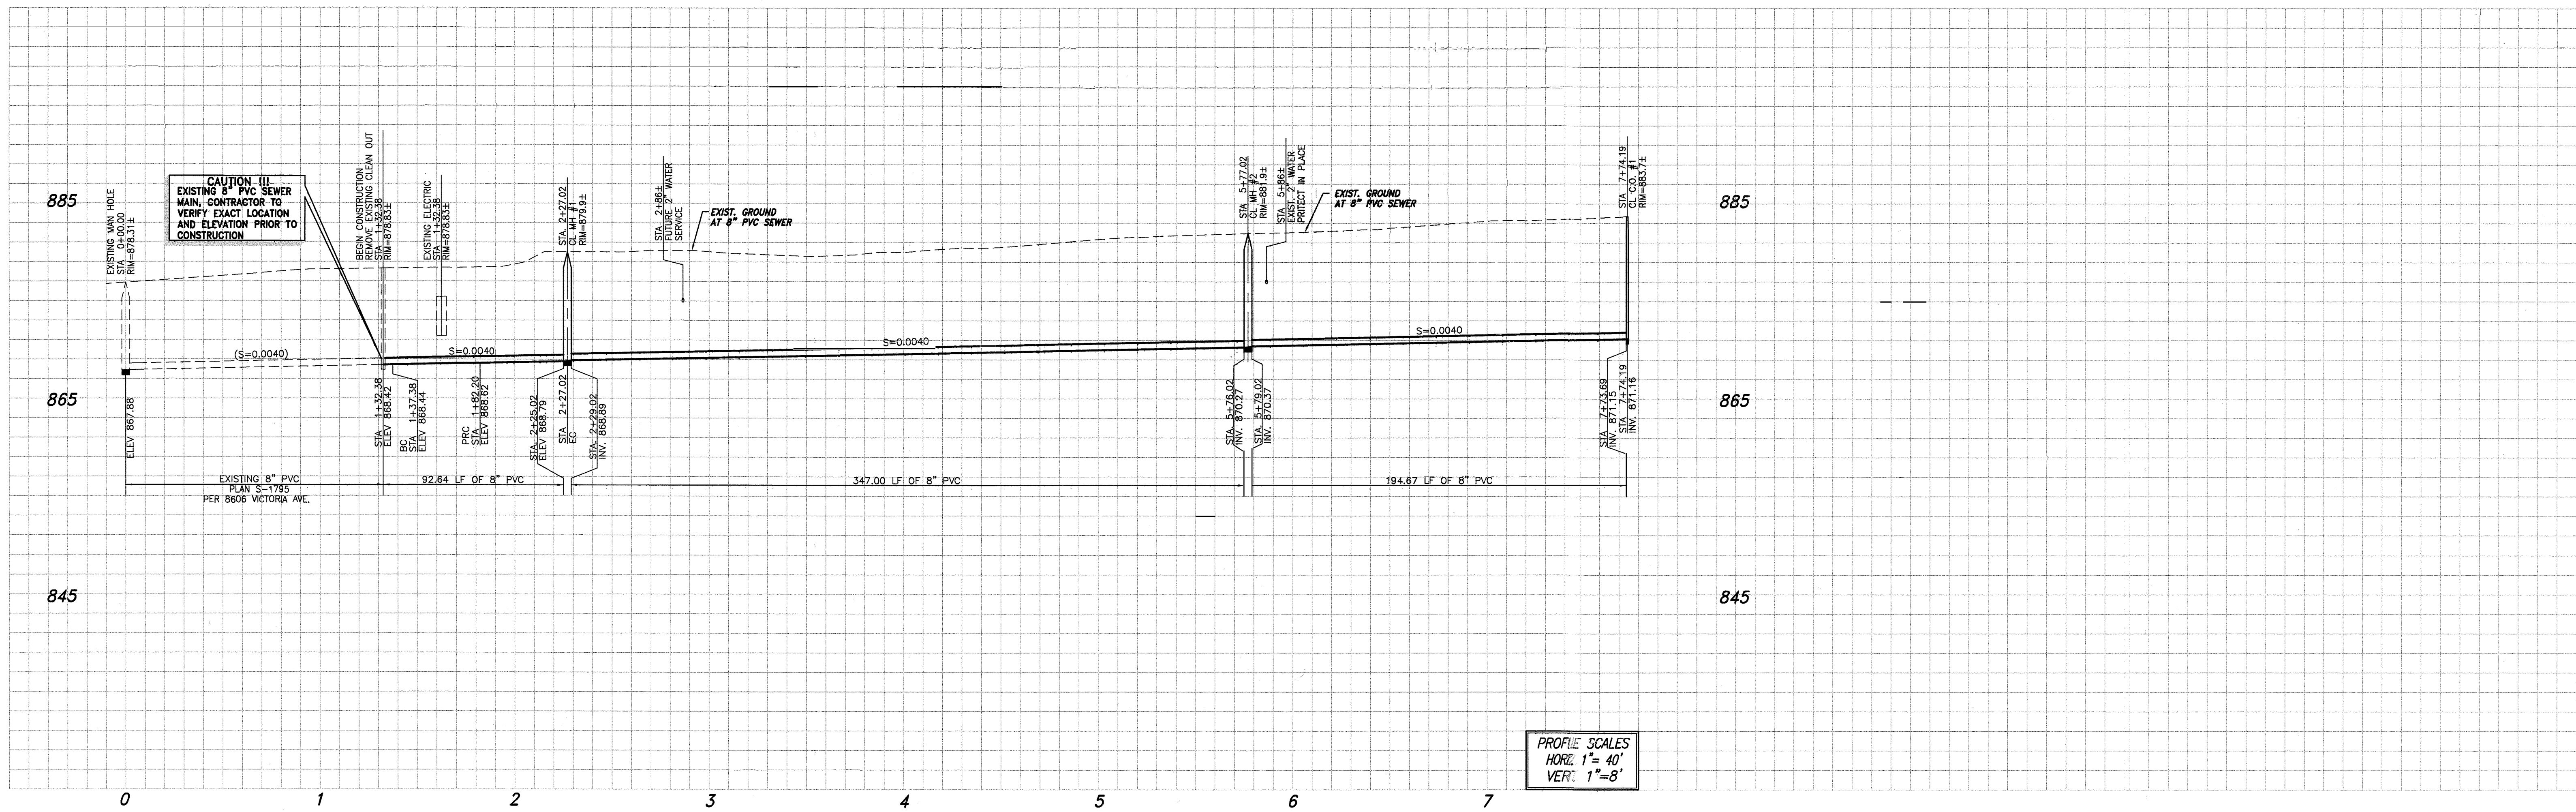 CAUTION !!!
EXISTING 8" PVC SEWER
MAIN, CONTRACTOR TO
VERIFY EXACT LOCATION
AND ELEVATION PRIOR TO
CONSTRUCTION
EXISTING MAN HOLE
STA 0+00.00
RIM=878.31±
BEGIN CONSTRUCTION
REMOVE EXISTING CLEAN OUT
STA 1+32.38
RIM=878.83±
EXISTING ELECTRIC
STA 1+32.38
RIM=878.83±
STA. 2+27.02
CL MH #1
RIM=879.9±
STA 2+86±
FUTURE 2" WATER
SERVICE
EXIST. GROUND
AT 8" PVC SEWER
STA 5+77.02
CL MH #2
RIM=881.9±
STA 5+86±
EXIST. 2" WATER
PRITECT IN PLACE
EXIST. GROUND
AT 8" PVC SEWER
STA 7+74.19
CL C.O. #1
RIM=883.7±
885
885
(S=0.0040)
S=0.0040
S=0.0040
S=0.0040
865
865
ELEV 867.88
STA 1+32.38
ELEV 868.42
BC
STA 1+37.38
ELEV 868.44
PRC
STA 1+82.20
ELEV 868.62
STA. 2+25.02
ELEV 868.79
STA 2+27.02
EC
STA. 2+29.02
INV. 868.89
STA. 5+76.02
INV. 870.27
STA. 5+79.02
INV. 870.37
STA 7+73.69
INV. 871.15
STA 7+74.19
INV. 871.16
EXISTING 8" PVC
PLAN S-1795
PER 8606 VICTORIA AVE.
92.64 LF OF 8" PVC
347.00 LF OF 8" PVC
194.67 LF OF 8" PVC
845
845
PROFILE SCALES
HORIZ. 1"= 40'
VERT. 1"=8'
0 1 2 3 4 5 6 7